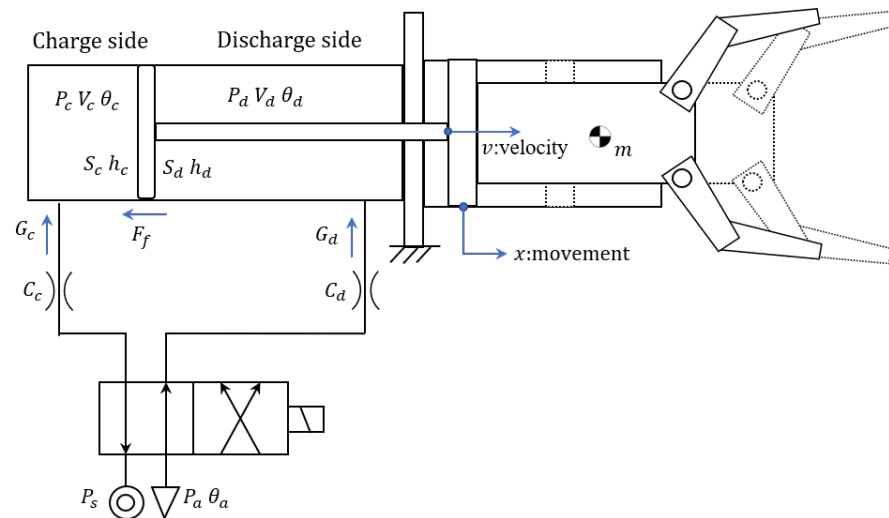 Charge side
Discharge side
P_c V_c θ_c
P_d V_d θ_d
S_c h_c
S_d h_d
v:velocity
m
G_c
F_f
G_d
x:movement
C_c
C_d
P_s
P_a θ_a